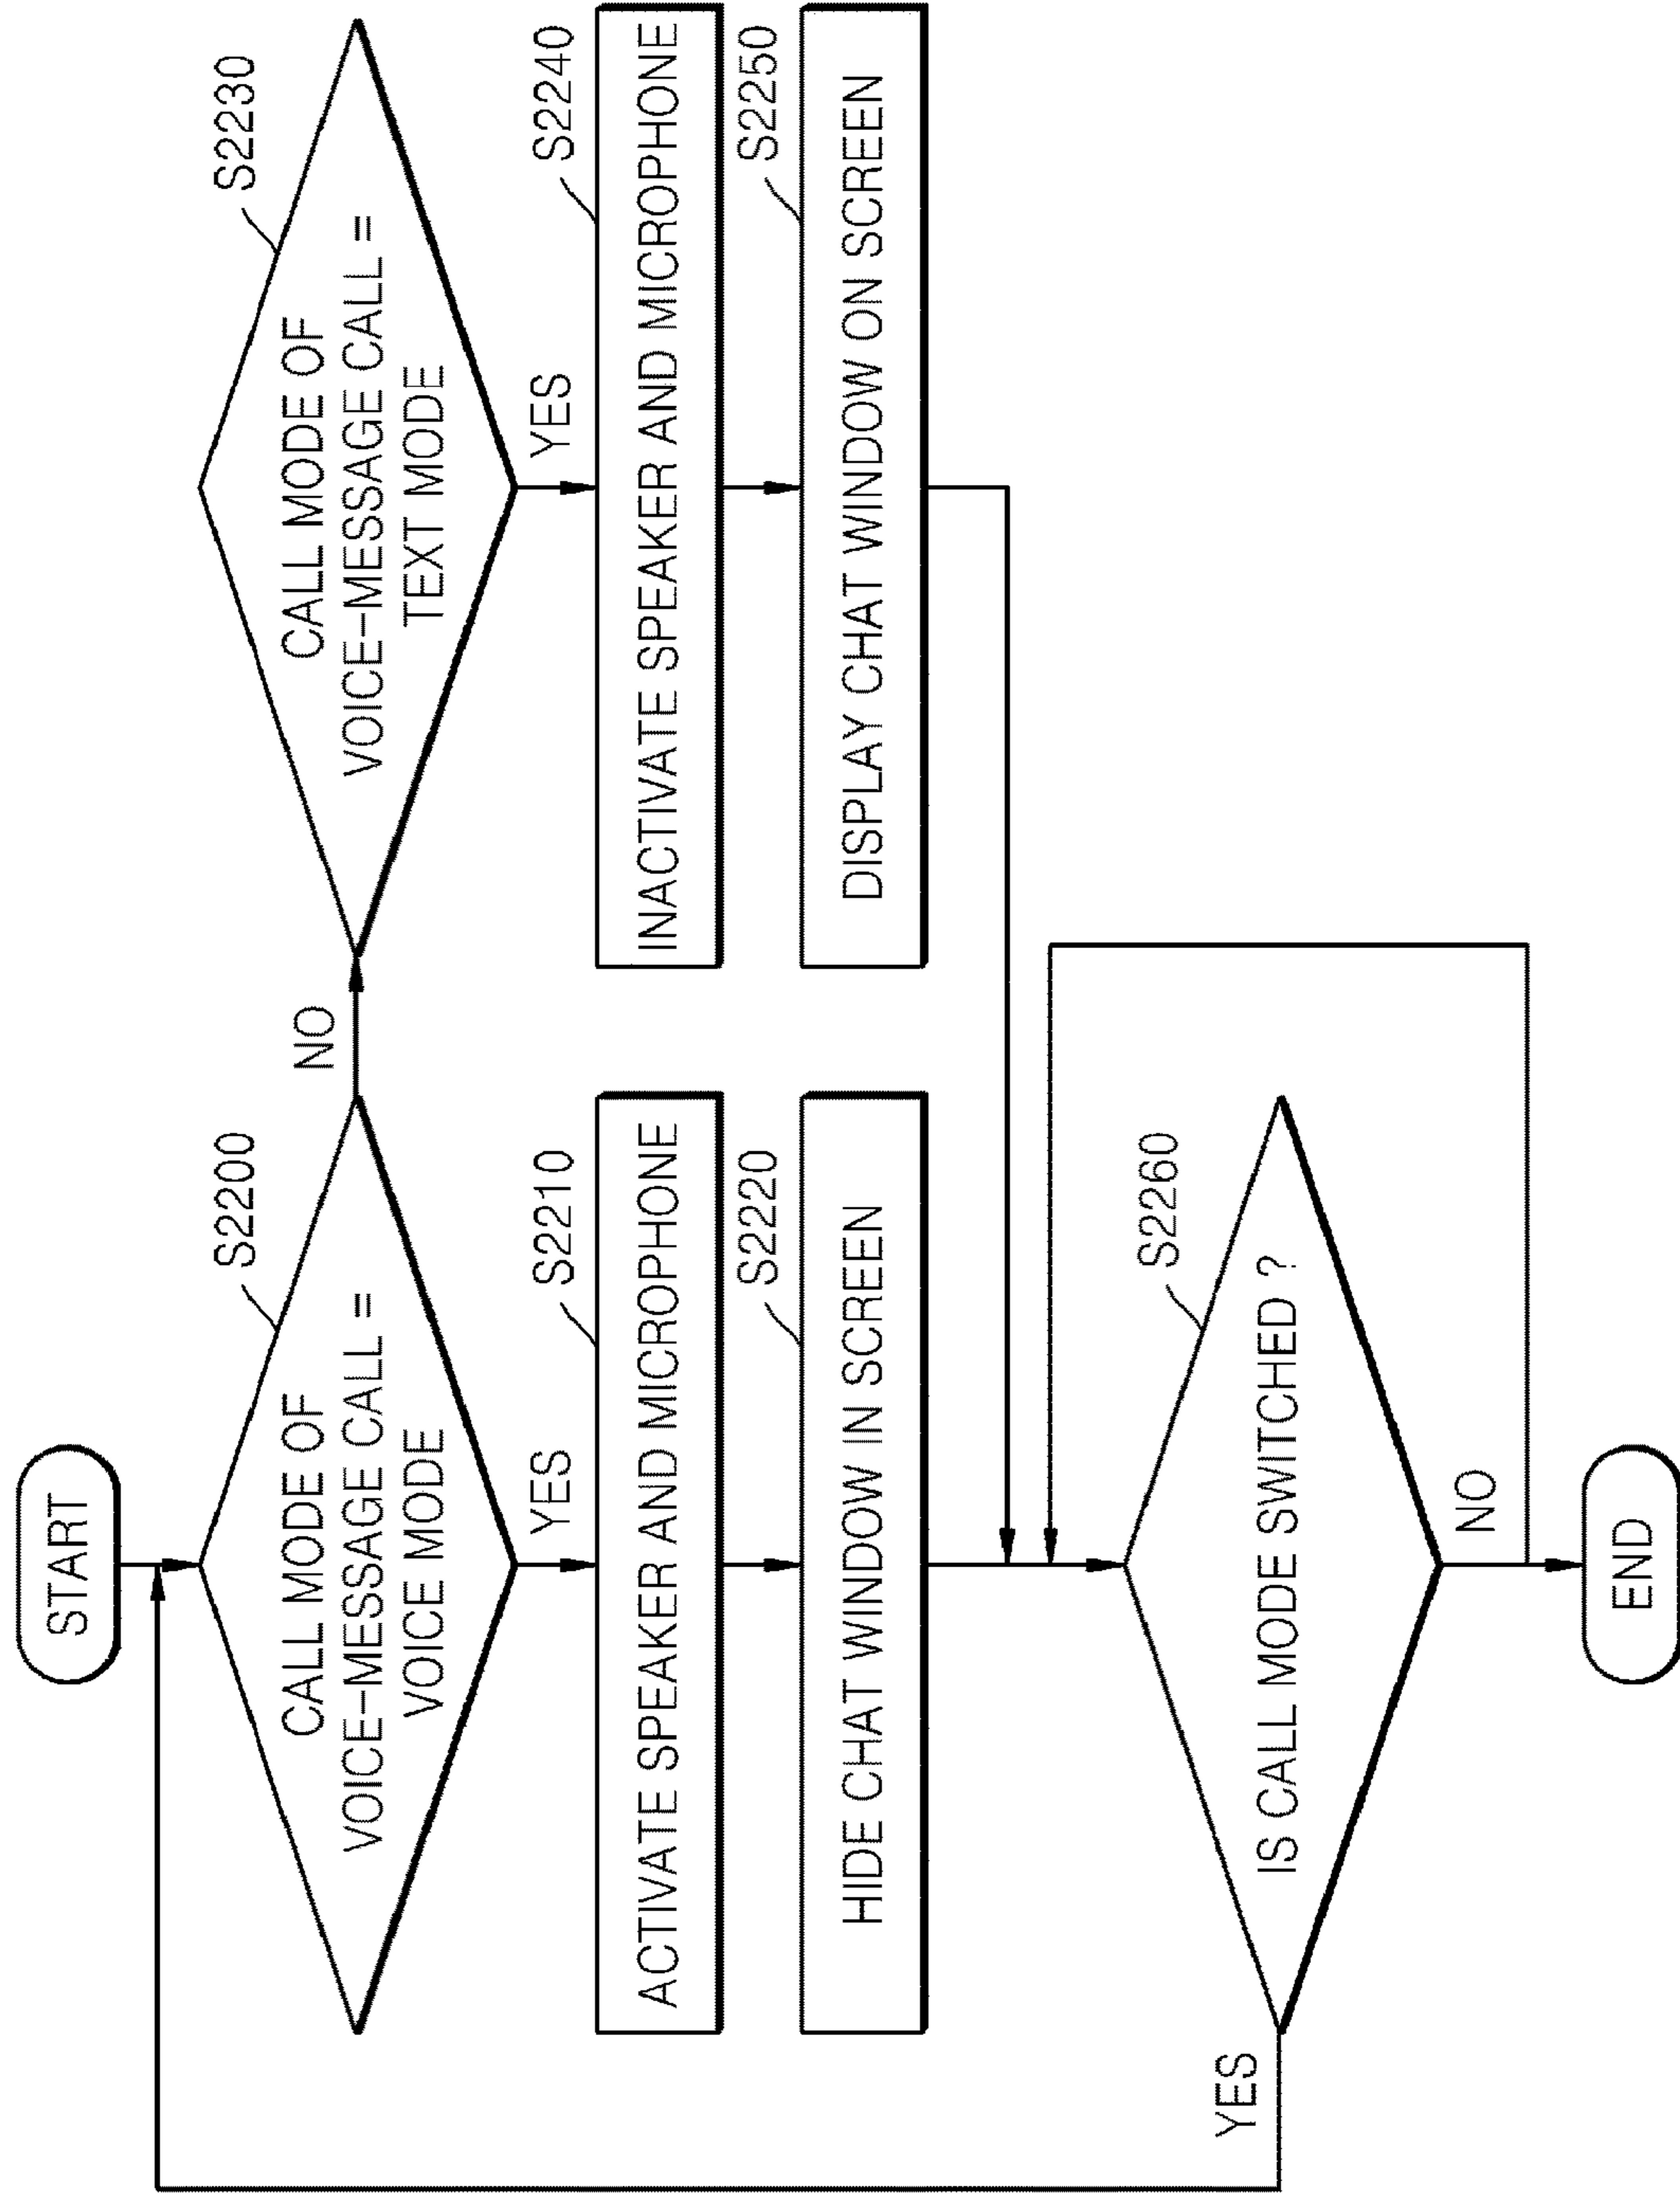 START
S2200
CALL MODE OF
VOICE-MESSAGE CALL =
VOICE MODE
NO
S2230
CALL MODE OF
VOICE-MESSAGE CALL =
TEXT MODE
YES
S2210
ACTIVATE SPEAKER AND MICROPHONE
YES
S2240
INACTIVATE SPEAKER AND MICROPHONE
S2220
HIDE CHAT WINDOW IN SCREEN
S2250
DISPLAY CHAT WINDOW ON SCREEN
S2260
IS CALL MODE SWITCHED ?
YES
NO
END